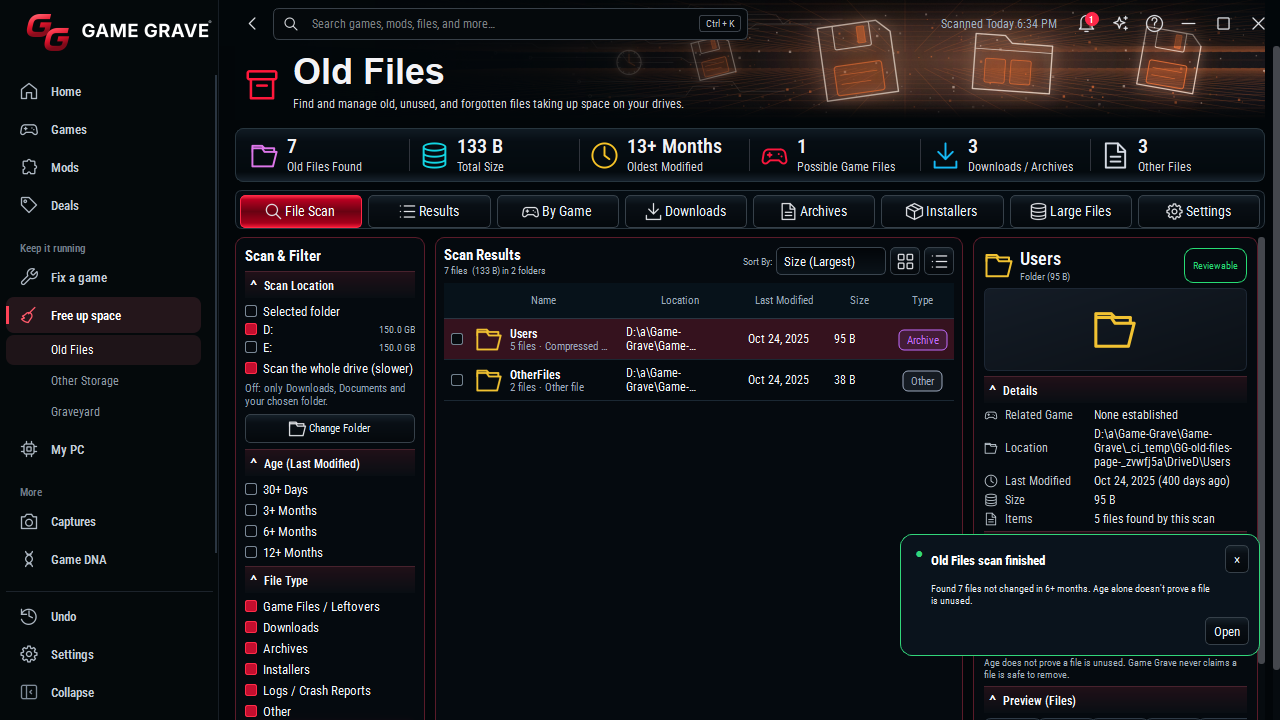 GAME GRAVE
Search games, mods, files, and more...
Ctrl + K
Scanned Today 6:34 PM
1
Old Files
Find and manage old, unused, and forgotten files taking up space on your drives.
Home
Games
Mods
Deals
Keep it running
Fix a game
Free up space
Old Files
Other Storage
Graveyard
My PC
More
Captures
Game DNA
Undo
Settings
Collapse
7
Old Files Found
133 B
Total Size
13+ Months
Oldest Modified
1
Possible Game Files
3
Downloads / Archives
3
Other Files
File Scan
Results
By Game
Downloads
Archives
Installers
Large Files
Settings
Scan & Filter
^ Scan Location
Selected folder
D: 150.0 GB
E: 150.0 GB
Scan the whole drive (slower)
Off: only Downloads, Documents and
your chosen folder.
Change Folder
^ Age (Last Modified)
30+ Days
3+ Months
6+ Months
12+ Months
^ File Type
Game Files / Leftovers
Downloads
Archives
Installers
Logs / Crash Reports
Other
Scan Results
7 files (133 B) in 2 folders
Sort By: Size (Largest)
Name Location Last Modified Size Type
Users
5 files · Compressed ...
D:\a\Game-
Grave\Game-...
Oct 24, 2025
95 B
Archive
OtherFiles
2 files · Other file
D:\a\Game-
Grave\Game-...
Oct 24, 2025
38 B
Other
Users
Folder (95 B)
Reviewable
^ Details
Related Game None established
Location
D:\a\Game-Grave\Game-
Grave\_ci_temp\GG-old-files-
page-_zvwfj5a\DriveD\Users
Last Modified Oct 24, 2025 (400 days ago)
Size 95 B
Items 5 files found by this scan
Old Files scan finished
x
Found 7 files not changed in 6+ months. Age alone doesn't prove a file
is unused.
Open
Age does not prove a file is unused. Game Grave never claims a
file is safe to remove.
^ Preview (Files)